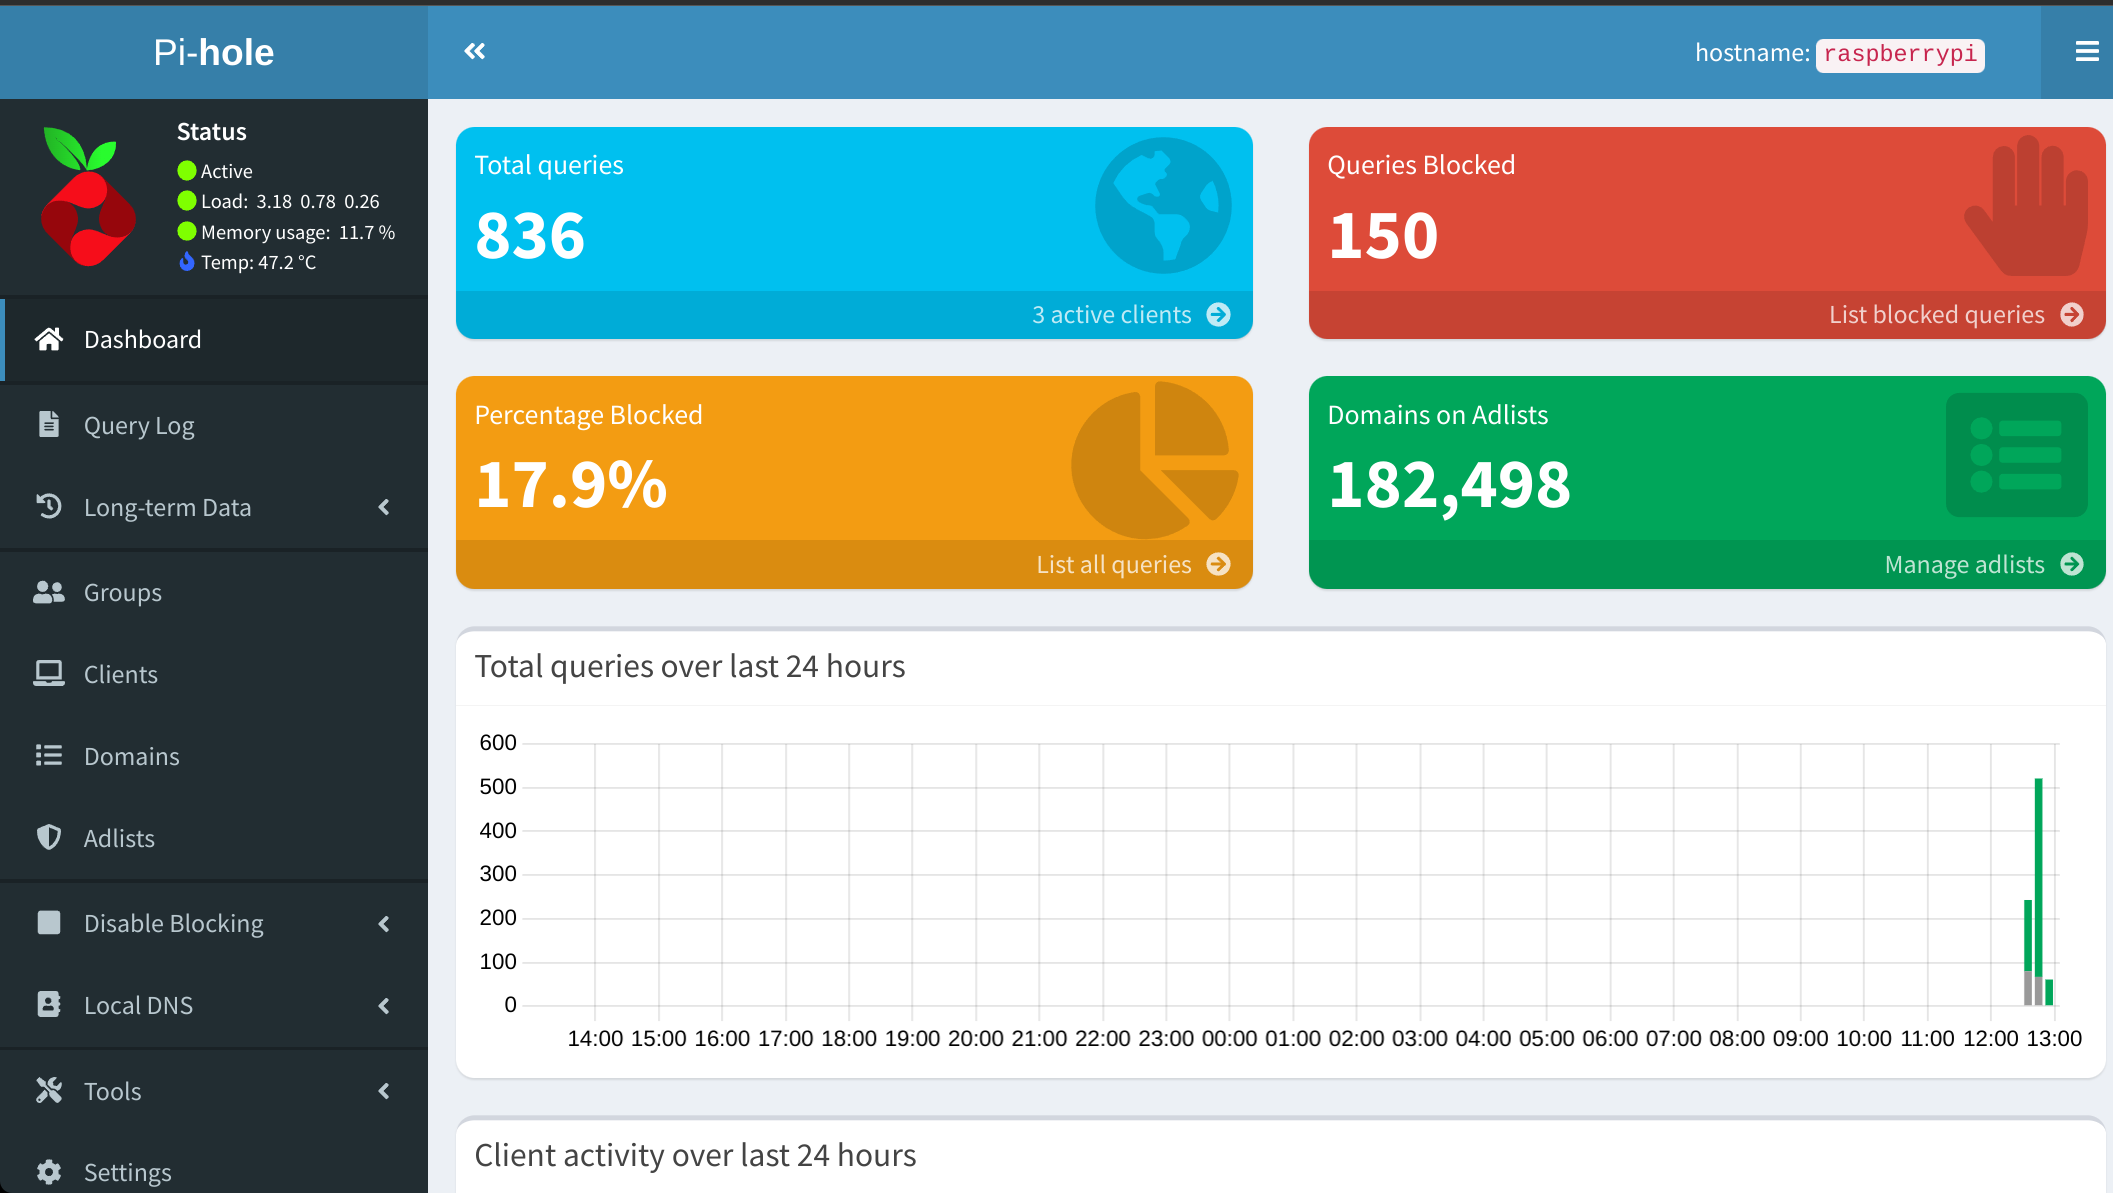 Pi-hole
hostname: raspberrypi
Status
Active
Load: 3.18 0.78 0.26
Memory usage: 11.7 %
Temp: 47.2 °C
Dashboard
Query Log
Long-term Data
Groups
Clients
Domains
Adlists
Disable Blocking
Local DNS
Tools
Settings
Total queries
836
3 active clients
Queries Blocked
150
List blocked queries
Percentage Blocked
17.9%
List all queries
Domains on Adlists
182,498
Manage adlists
Total queries over last 24 hours
600
500
400
300
200
100
0
14:00 15:00 16:00 17:00 18:00 19:00 20:00 21:00 22:00 23:00 00:00 01:00 02:00 03:00 04:00 05:00 06:00 07:00 08:00 09:00 10:00 11:00 12:00 13:00
Client activity over last 24 hours